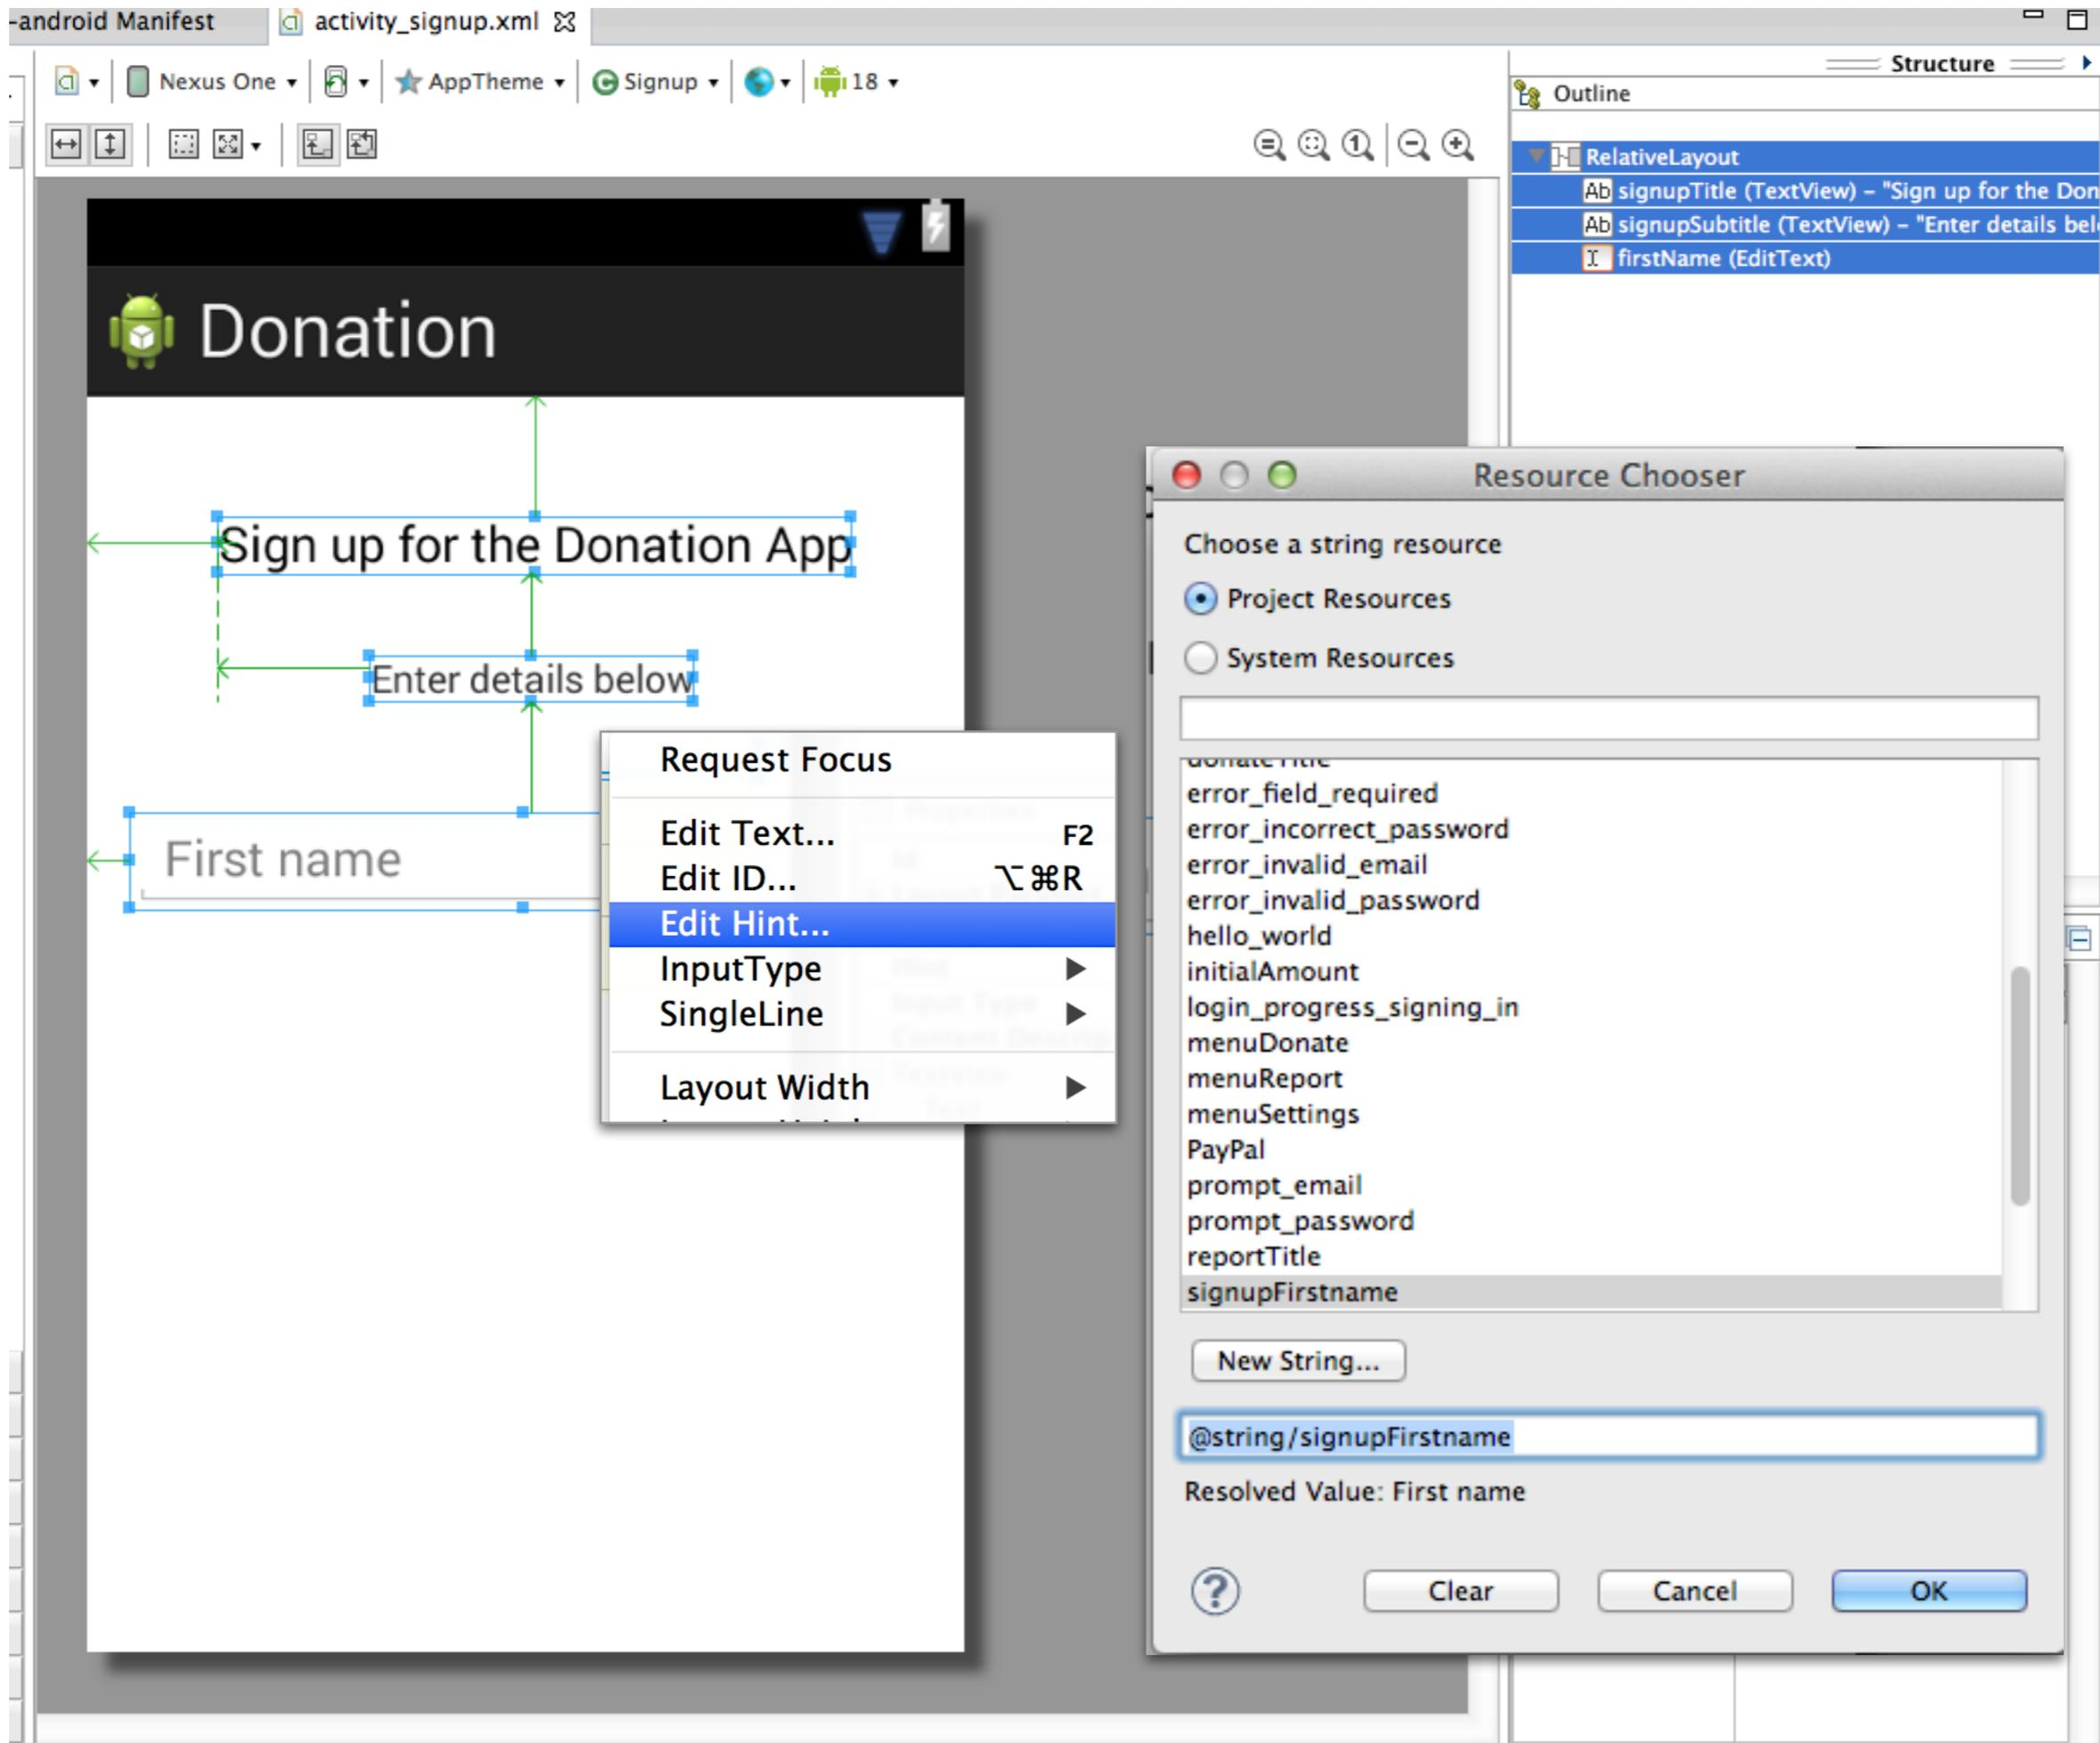 -android Manifest
activity_signup.xml
Nexus One
AppTheme
Signup
18
Structure
Outline
RelativeLayout
Ab signupTitle (TextView) – "Sign up for the Don
Ab signupSubtitle (TextView) – "Enter details bel
firstName (EditText)
Donation
Sign up for the Donation App
Enter details below
First name
Request Focus
Edit Text... F2
Edit ID... ⌥⌘R
Edit Hint...
InputType
SingleLine
Layout Width
Resource Chooser
Choose a string resource
Project Resources
System Resources
donateTitle
error_field_required
error_incorrect_password
error_invalid_email
error_invalid_password
hello_world
initialAmount
login_progress_signing_in
menuDonate
menuReport
menuSettings
PayPal
prompt_email
prompt_password
reportTitle
signupFirstname
New String...
@string/signupFirstname
Resolved Value: First name
? Clear Cancel OK